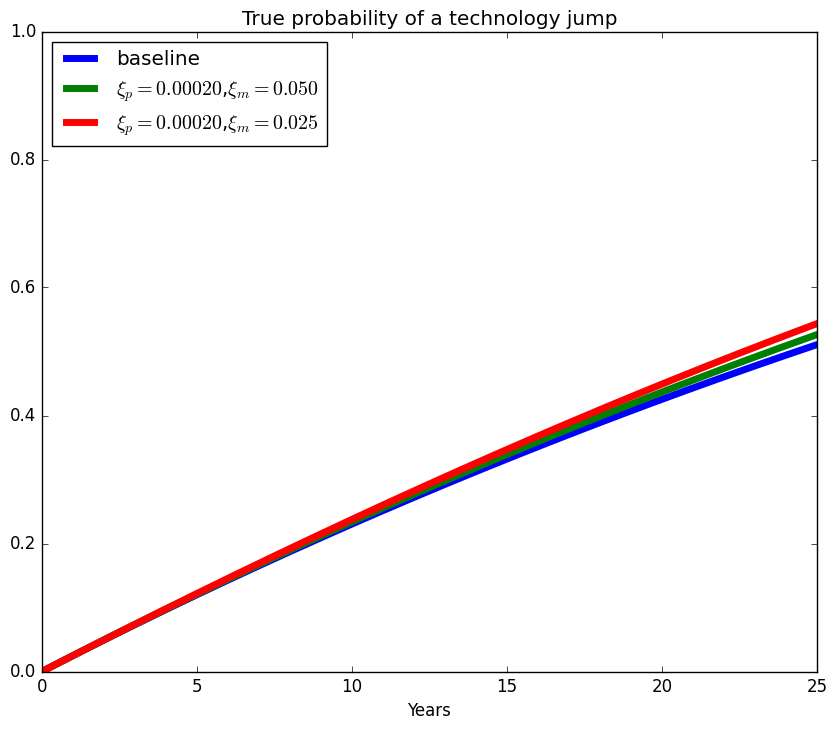 True probability of a technology jump
1.0
baseline
ξp = 0.00020,ξm = 0.050
ξp = 0.00020,ξm = 0.025
0.8
0.6
0.4
0.2
0.0
0 5 10 15 20 25
Years